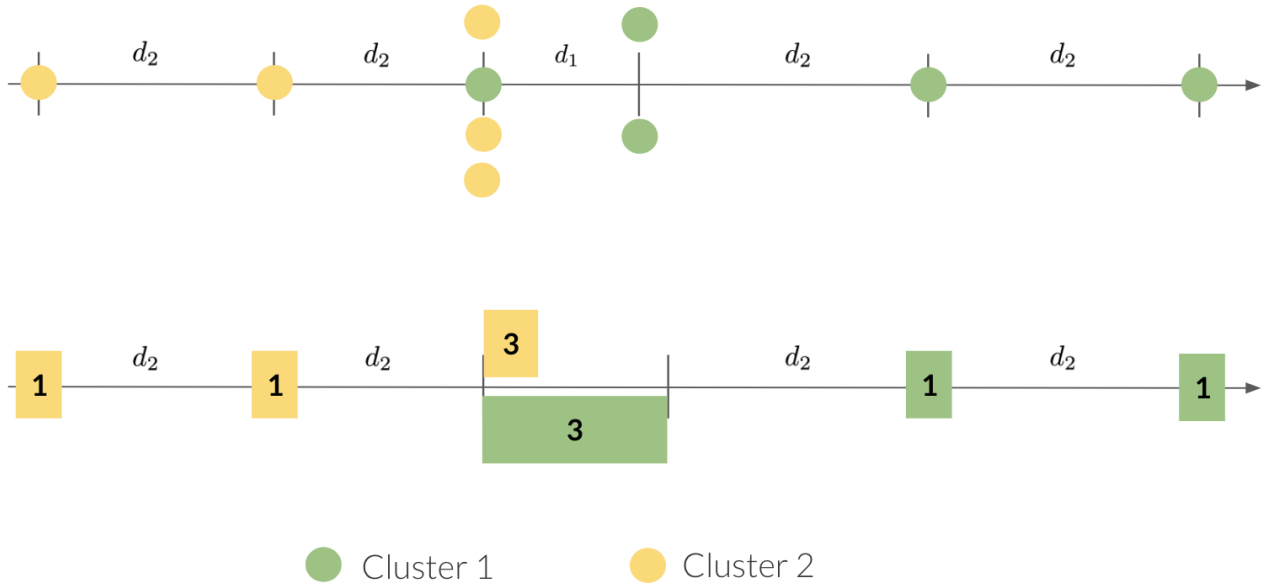 d₂ d₂ d₁ d₂ d₂
3
1 d₂ 1 d₂ d₂ 1 d₂ 1
3
Cluster 1 Cluster 2